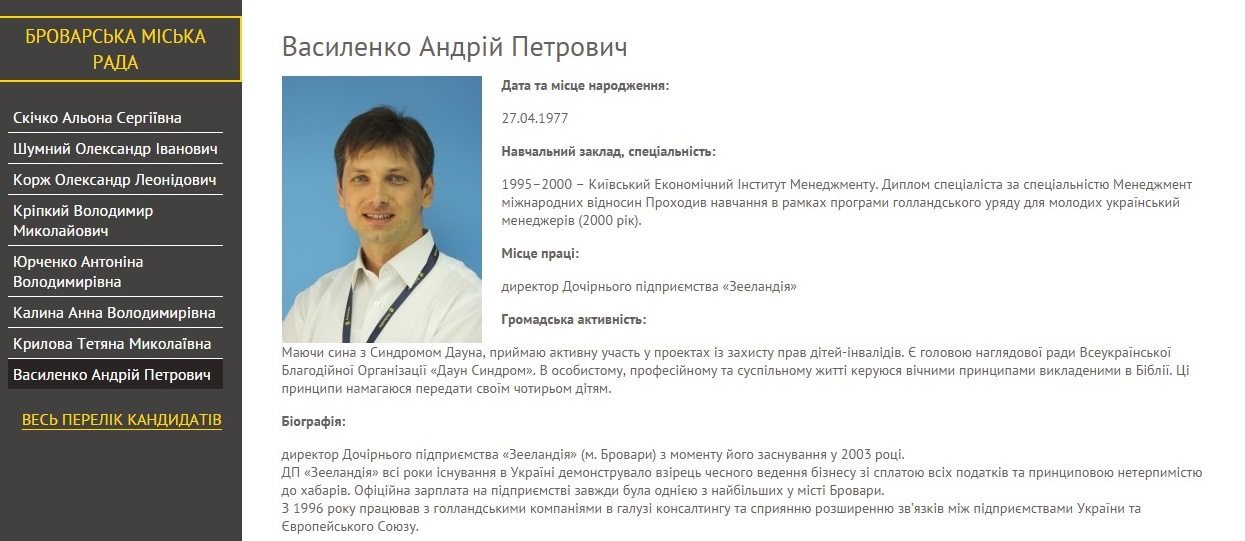 БРОВАРСЬКА МІСЬКА
РАДА
Скічко Альона Сергіївна
Шумний Олександр Іванович
Корж Олександр Леонідович
Кріпкий Володимир
Миколайович
Юрченко Антоніна
Володимирівна
Калина Анна Володимирівна
Крилова Тетяна Миколаївна
Василенко Андрій Петрович
ВЕСЬ ПЕРЕЛІК КАНДИДАТІВ
Василенко Андрій Петрович
Дата та місце народження:
27.04.1977
Навчальний заклад, спеціальність:
1995–2000 – Київський Економічний Інститут Менеджменту. Диплом спеціаліста за спеціальністю Менеджмент
міжнародних відносин Проходив навчання в рамках програми голландського уряду для молодих український
менеджерів (2000 рік).
Місце праці:
директор Дочірнього підприємства «Зееландія»
Громадська активність:
Маючи сина з Синдромом Дауна, приймаю активну участь у проектах із захисту прав дітей-інвалідів. Є головою наглядової ради Всеукраїнської
Благодійної Організації «Даун Синдром». В особистому, професійному та суспільному житті керуюся вічними принципами викладеними в Біблії. Ці
принципи намагаюся передати своїм чотирьом дітям.
Біографія:
директор Дочірнього підприємства «Зееландія» (м. Бровари) з моменту його заснування у 2003 році.
ДП «Зееландія» всі роки існування в Україні демонструвало взірець чесного ведення бізнесу зі сплатою всіх податків та принциповою нетерпимістю
до хабарів. Офіційна зарплата на підприємстві завжди була однією з найбільших у місті Бровари.
З 1996 року працював з голландськими компаніями в галузі консалтингу та сприянню розширенню зв'язків між підприємствами України та
Європейського Союзу.